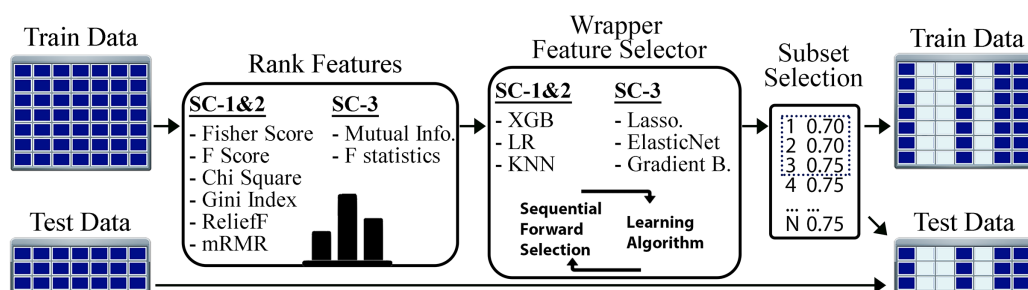 Train Data
Rank Features
SC-1&2
- Fisher Score
- F Score
- Chi Square
- Gini Index
- ReliefF
- mRMR
SC-3
- Mutual Info.
- F statistics
Wrapper
Feature Selector
SC-1&2
- XGB
- LR
- KNN
SC-3
- Lasso.
- ElasticNet
- Gradient B.
Sequential
Forward
Selection
Learning
Algorithm
Subset
Selection
1 0.70
2 0.70
3 0.75
4 0.75
... ...
N 0.75
Train Data
Test Data
Test Data